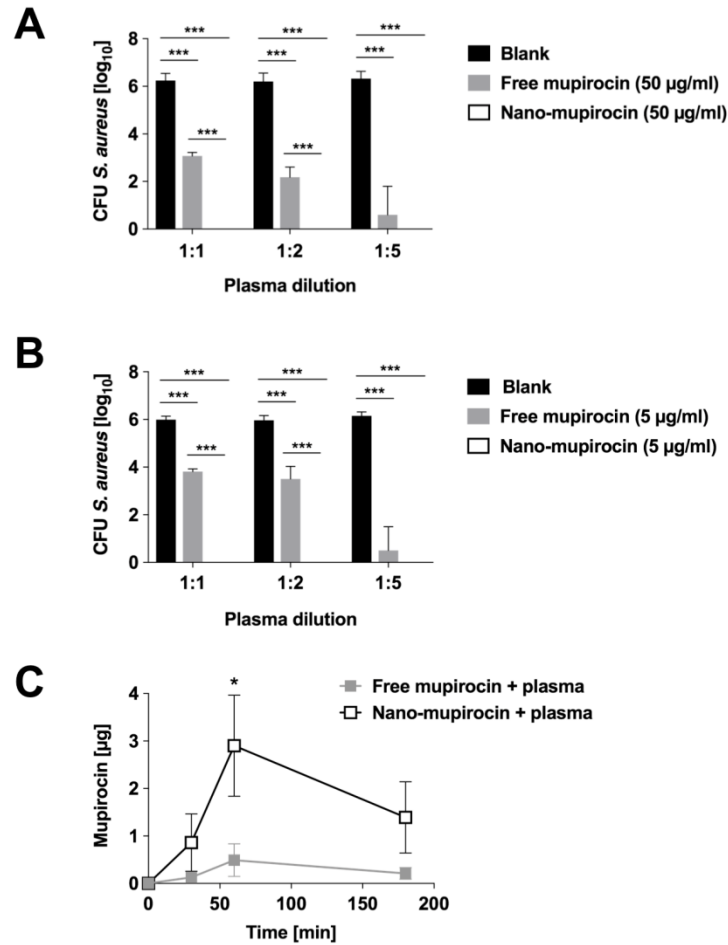 A
CFU S. aureus [log10]
8
6
4
2
0
***
***
***
***
***
***
***
***
1:1
1:2
1:5
Plasma dilution
Blank
Free mupirocin (50 µg/ml)
Nano-mupirocin (50 µg/ml)
B
CFU S. aureus [log10]
8
6
4
2
0
***
***
***
***
***
***
***
***
1:1
1:2
1:5
Plasma dilution
Blank
Free mupirocin (5 µg/ml)
Nano-mupirocin (5 µg/ml)
C
Mupirocin [µg]
4
3
2
1
0
*
0
50
100
150
200
Time [min]
Free mupirocin + plasma
Nano-mupirocin + plasma